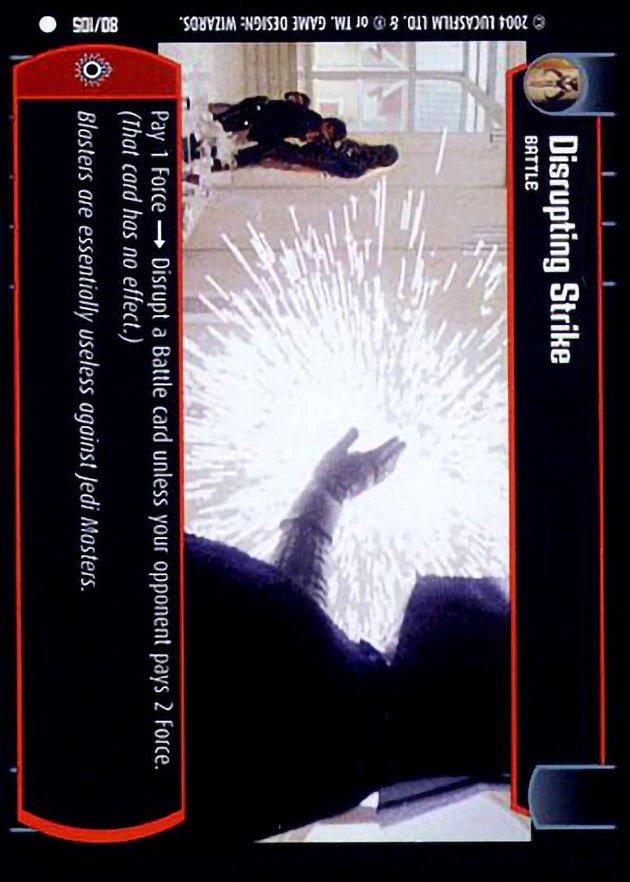 Disrupting Strike
BATTLE
Pay 1 Force → Disrupt a Battle card unless your opponent pays 2 Force.
(That card has no effect.)
Blasters are essentially useless against Jedi Masters.
© 2004 LUCASFILM LTD. & ® or TM. GAME DESIGN: WIZARDS.
80/105